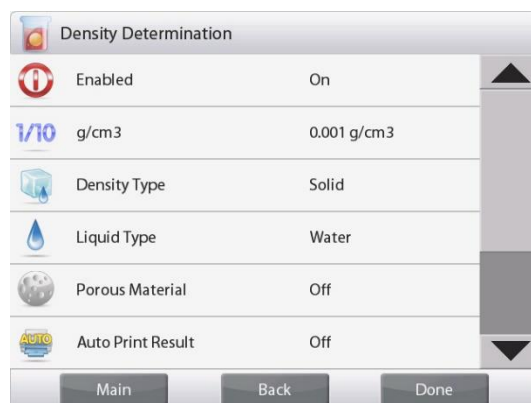 Density Determination
Enabled On
1/10 g/cm3 0.001 g/cm3
Density Type Solid
Liquid Type Water
Porous Material Off
AUTO Auto Print Result Off
Main Back Done